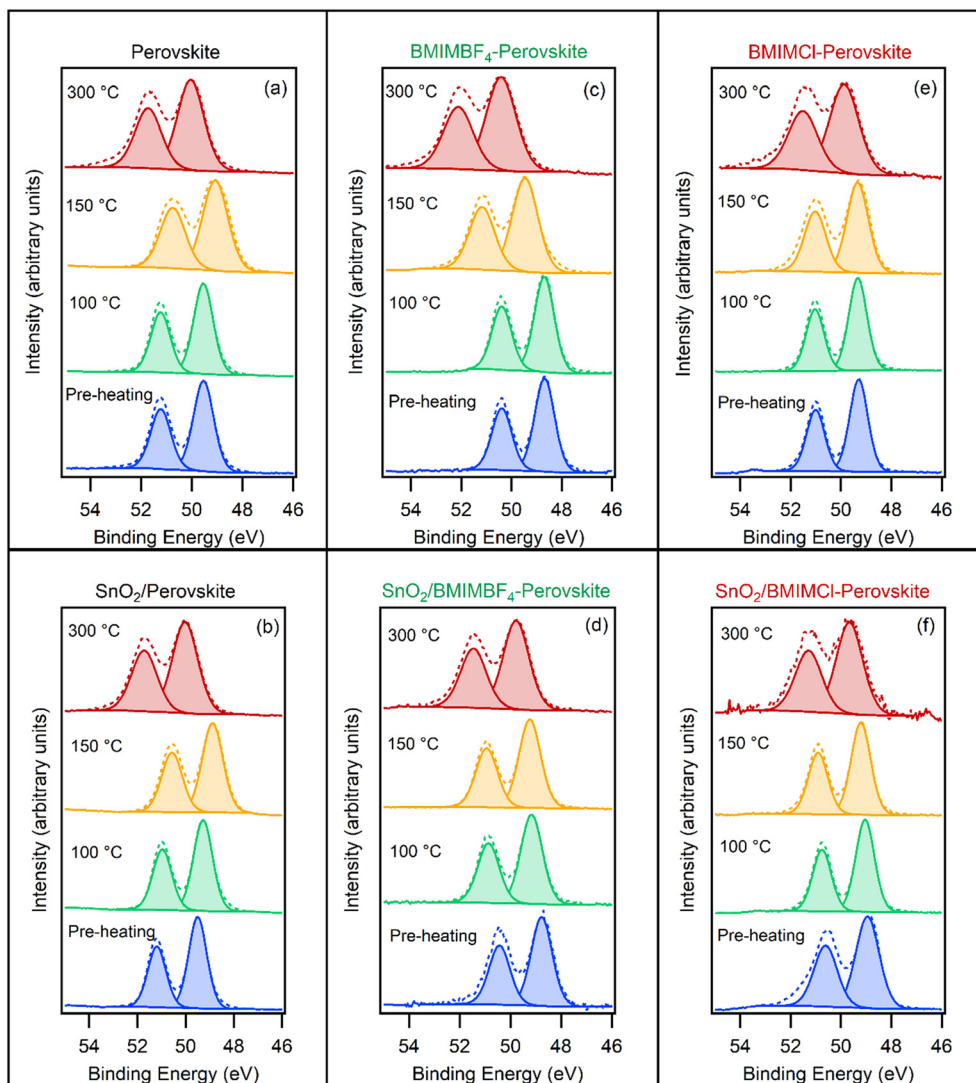 Perovskite
(a)
300 °C
150 °C
100 °C
Pre-heating
Intensity (arbitrary units)
54 52 50 48 46
Binding Energy (eV)
BMIMBF₄-Perovskite
(c)
300 °C
150 °C
100 °C
Pre-heating
Intensity (arbitrary units)
54 52 50 48 46
Binding Energy (eV)
BMIMCl-Perovskite
(e)
300 °C
150 °C
100 °C
Pre-heating
Intensity (arbitrary units)
54 52 50 48 46
Binding Energy (eV)
SnO₂/Perovskite
(b)
300 °C
150 °C
100 °C
Pre-heating
Intensity (arbitrary units)
54 52 50 48 46
Binding Energy (eV)
SnO₂/BMIMBF₄-Perovskite
(d)
300 °C
150 °C
100 °C
Pre-heating
Intensity (arbitrary units)
54 52 50 48 46
Binding Energy (eV)
SnO₂/BMIMCl-Perovskite
(f)
300 °C
150 °C
100 °C
Pre-heating
Intensity (arbitrary units)
54 52 50 48 46
Binding Energy (eV)